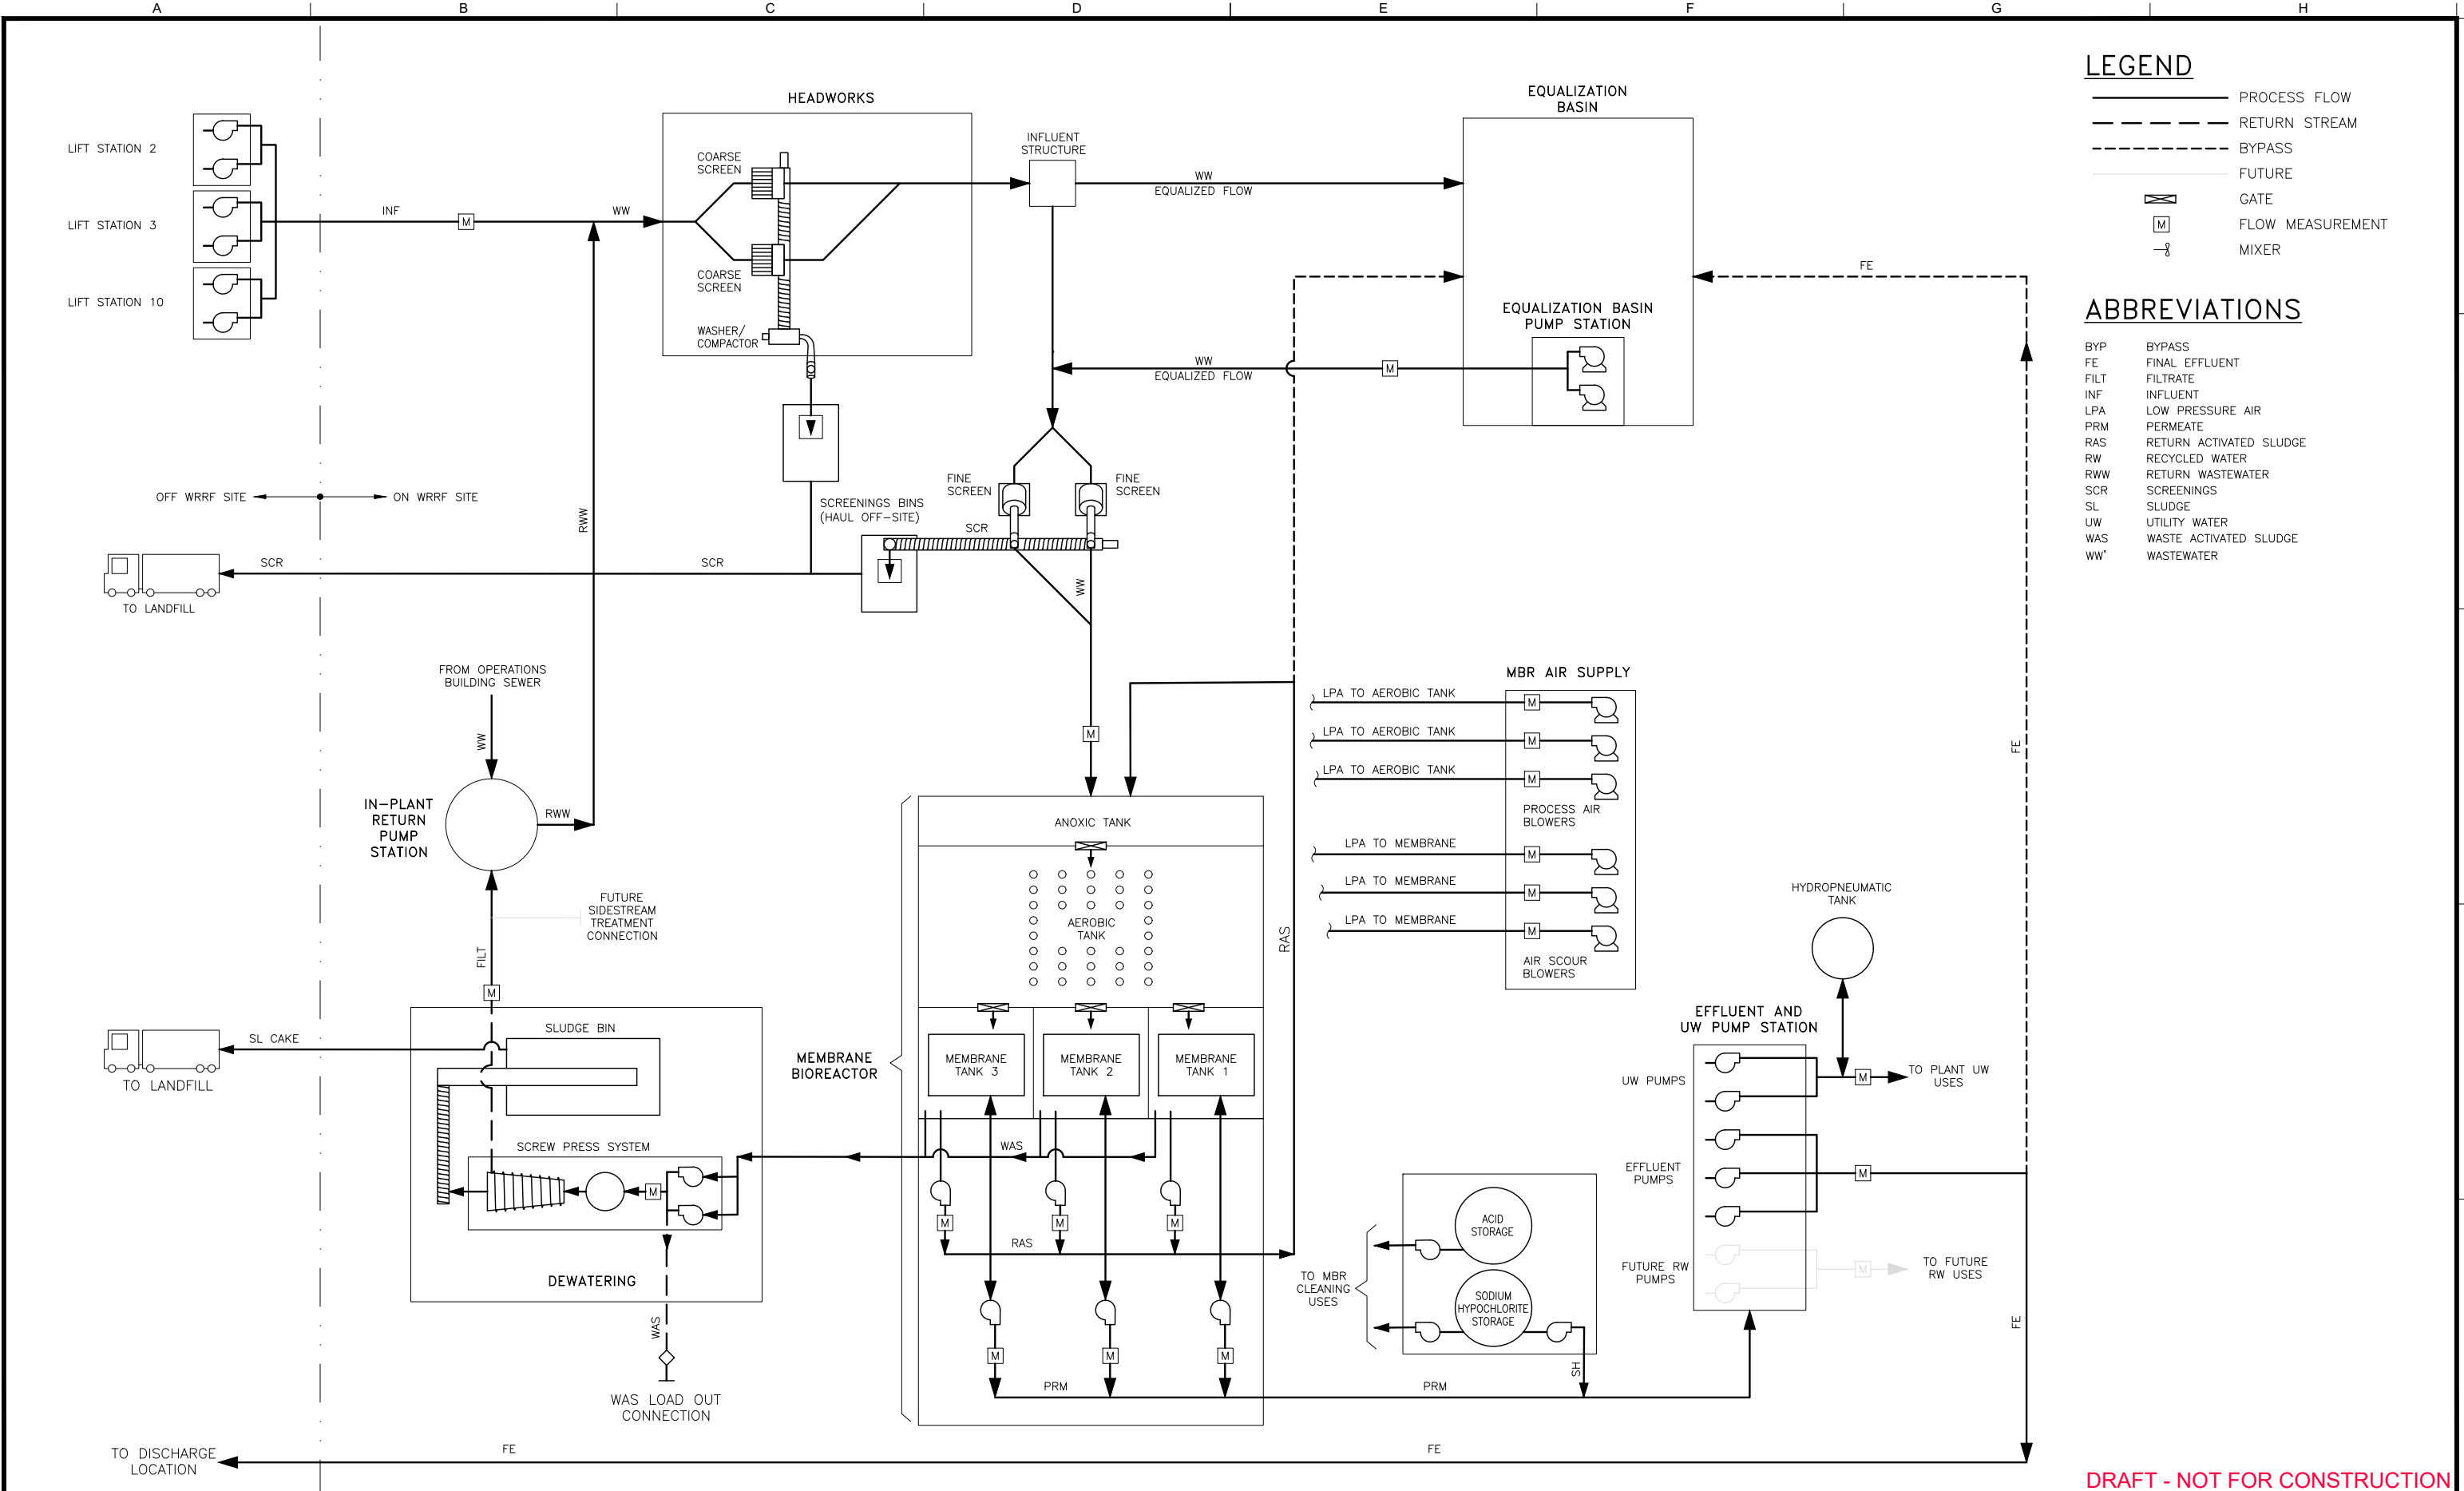 A B C D E F G H
LEGEND
PROCESS FLOW
RETURN STREAM
BYPASS
FUTURE
GATE
M FLOW MEASUREMENT
MIXER
ABBREVIATIONS
BYP BYPASS
FE FINAL EFFLUENT
FILT FILTRATE
INF INFLUENT
LPA LOW PRESSURE AIR
PRM PERMEATE
RAS RETURN ACTIVATED SLUDGE
RW RECYCLED WATER
RWW RETURN WASTEWATER
SCR SCREENINGS
SL SLUDGE
UW UTILITY WATER
WAS WASTE ACTIVATED SLUDGE
WW' WASTEWATER
LIFT STATION 2
LIFT STATION 3
LIFT STATION 10
INF
M
WW
HEADWORKS
COARSE
SCREEN
COARSE
SCREEN
WASHER/
COMPACTOR
INFLUENT
STRUCTURE
WW
EQUALIZED FLOW
EQUALIZATION
BASIN
EQUALIZATION BASIN
PUMP STATION
WW
EQUALIZED FLOW
M
FE
FINE
SCREEN
FINE
SCREEN
SCREENINGS BINS
(HAUL OFF-SITE)
SCR
OFF WRRF SITE
ON WRRF SITE
RWW
SCR
SCR
TO LANDFILL
WW
M
FROM OPERATIONS
BUILDING SEWER
WW
IN-PLANT
RETURN
PUMP
STATION
RWW
FUTURE
SIDESTREAM
TREATMENT
CONNECTION
FILT
M
MBR AIR SUPPLY
LPA TO AEROBIC TANK
M
LPA TO AEROBIC TANK
M
LPA TO AEROBIC TANK
M
PROCESS AIR
BLOWERS
LPA TO MEMBRANE
M
LPA TO MEMBRANE
M
LPA TO MEMBRANE
M
AIR SCOUR
BLOWERS
FE
HYDROPNEUMATIC
TANK
ANOXIC TANK
AEROBIC
TANK
RAS
MEMBRANE
BIOREACTOR
MEMBRANE
TANK 3
MEMBRANE
TANK 2
MEMBRANE
TANK 1
SL CAKE
TO LANDFILL
SLUDGE BIN
SCREW PRESS SYSTEM
M
DEWATERING
WAS
WAS LOAD OUT
CONNECTION
WAS
M
M
M
RAS
M
M
M
PRM
PRM
EFFLUENT AND
UW PUMP STATION
UW PUMPS
M
TO PLANT UW
USES
EFFLUENT
PUMPS
M
FUTURE RW
PUMPS
M
TO FUTURE
RW USES
ACID
STORAGE
SODIUM
HYPOCHLORITE
STORAGE
TO MBR
CLEANING
USES
SH
FE
TO DISCHARGE
LOCATION
FE
FE
DRAFT - NOT FOR CONSTRUCTION